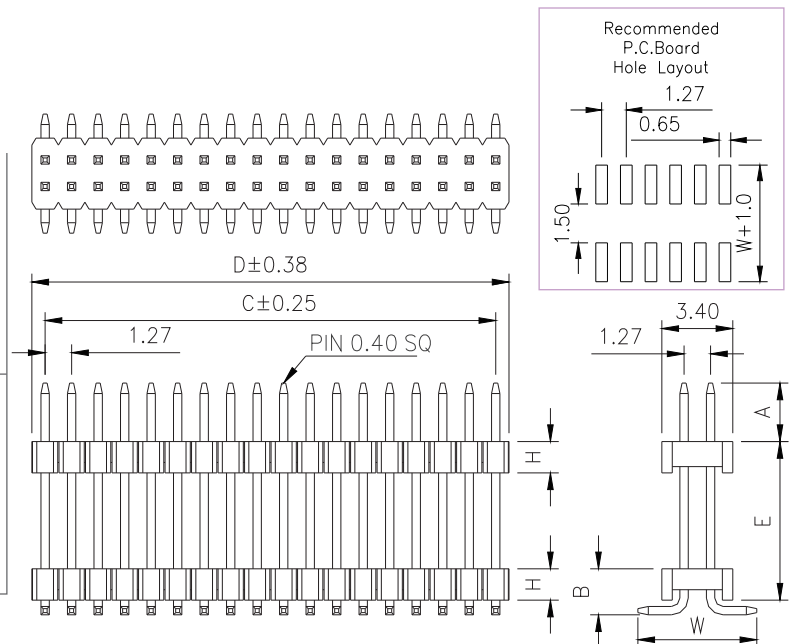 Recommended
P.C.Board
Hole Layout
1.27
0.65
1.50
W+1.0
D±0.38
C±0.25
1.27
PIN 0.40 SQ
3.40
1.27
A
H
E
H
B
W